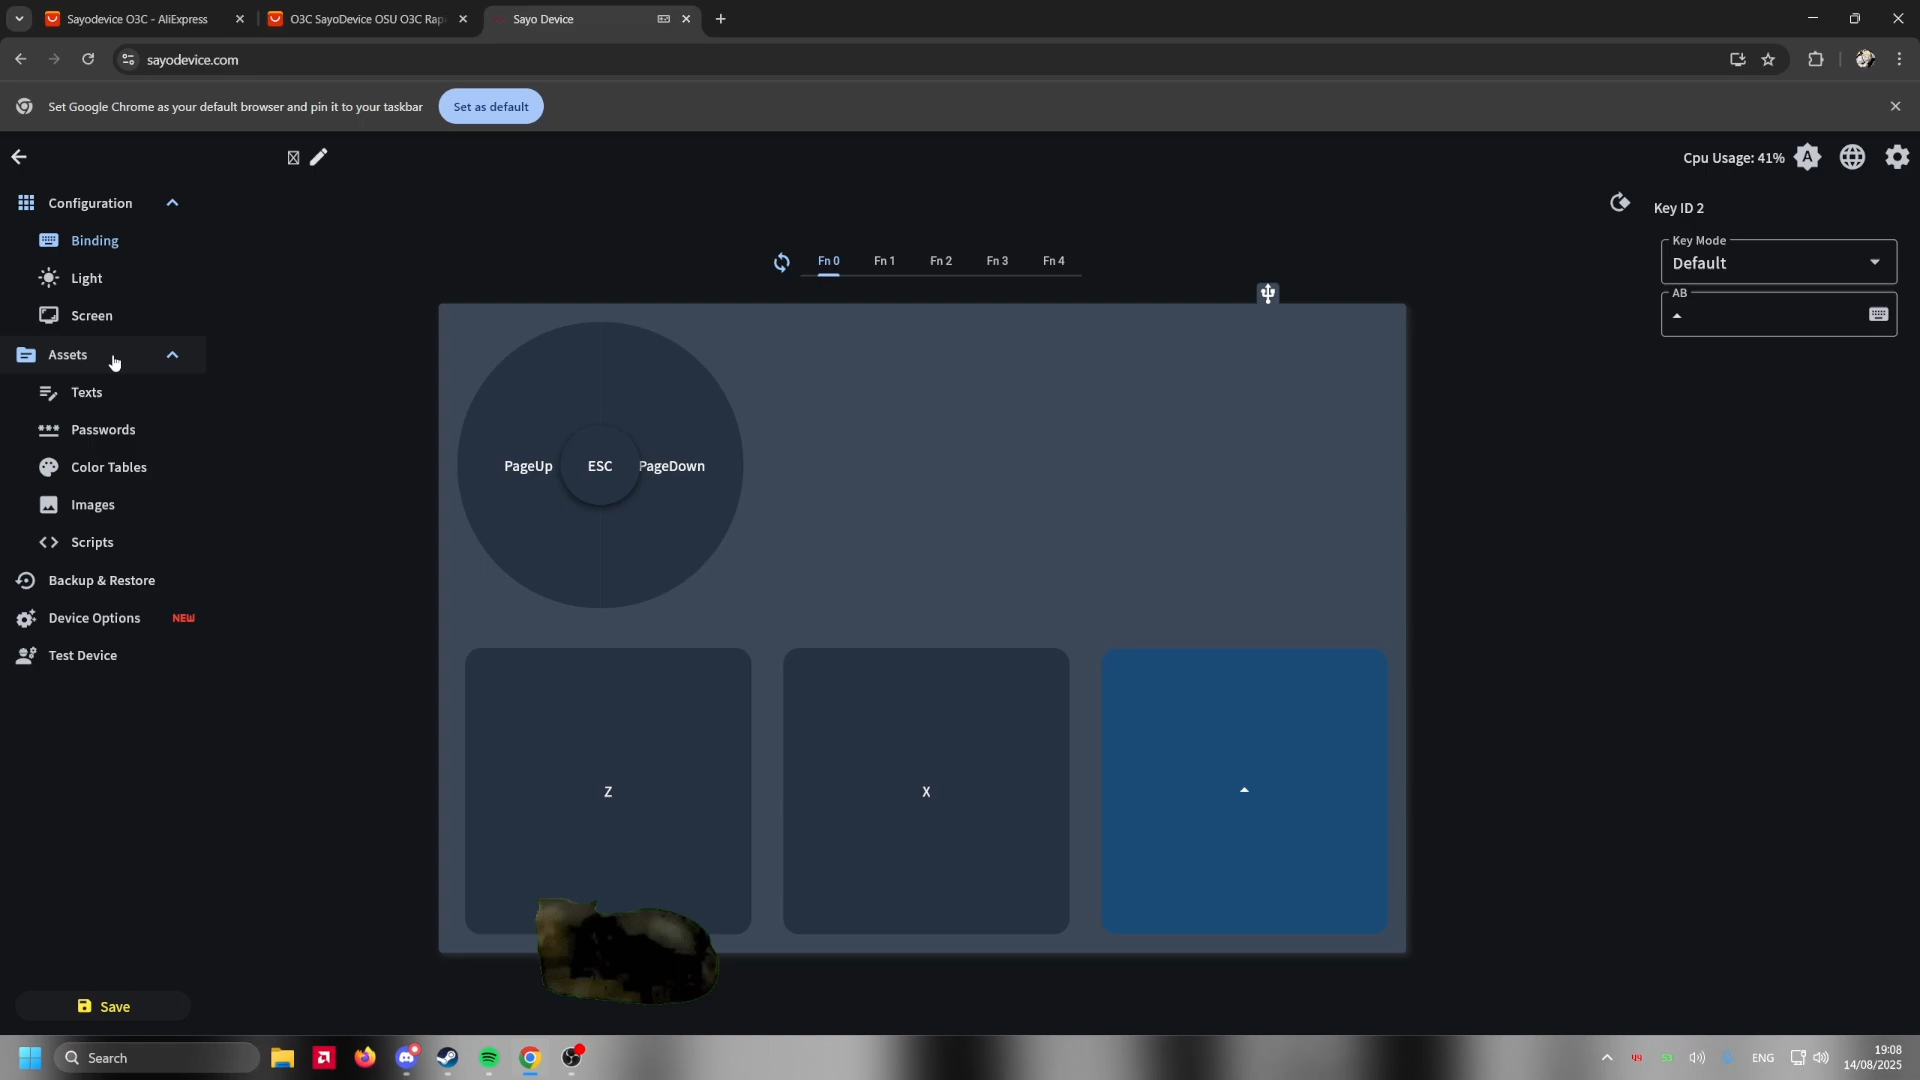 Sayodevice O3C - AliExpress
O3C SayoDevice OSU O3C Rap
Sayo Device
sayodevice.com
Set Google Chrome as your default browser and pin it to your taskbar
Set as default
Cpu Usage: 41%
A
Configuration
Binding
Light
Screen
Assets
Texts
Passwords
Color Tables
Images
Scripts
Backup & Restore
Device Options NEW
Test Device
Save
Fn 0 Fn 1 Fn 2 Fn 3 Fn 4
PageUp ESC PageDown
Z X
Key ID 2
Key Mode
Default
AB
Search
49 53 ENG
19:08
14/08/2025